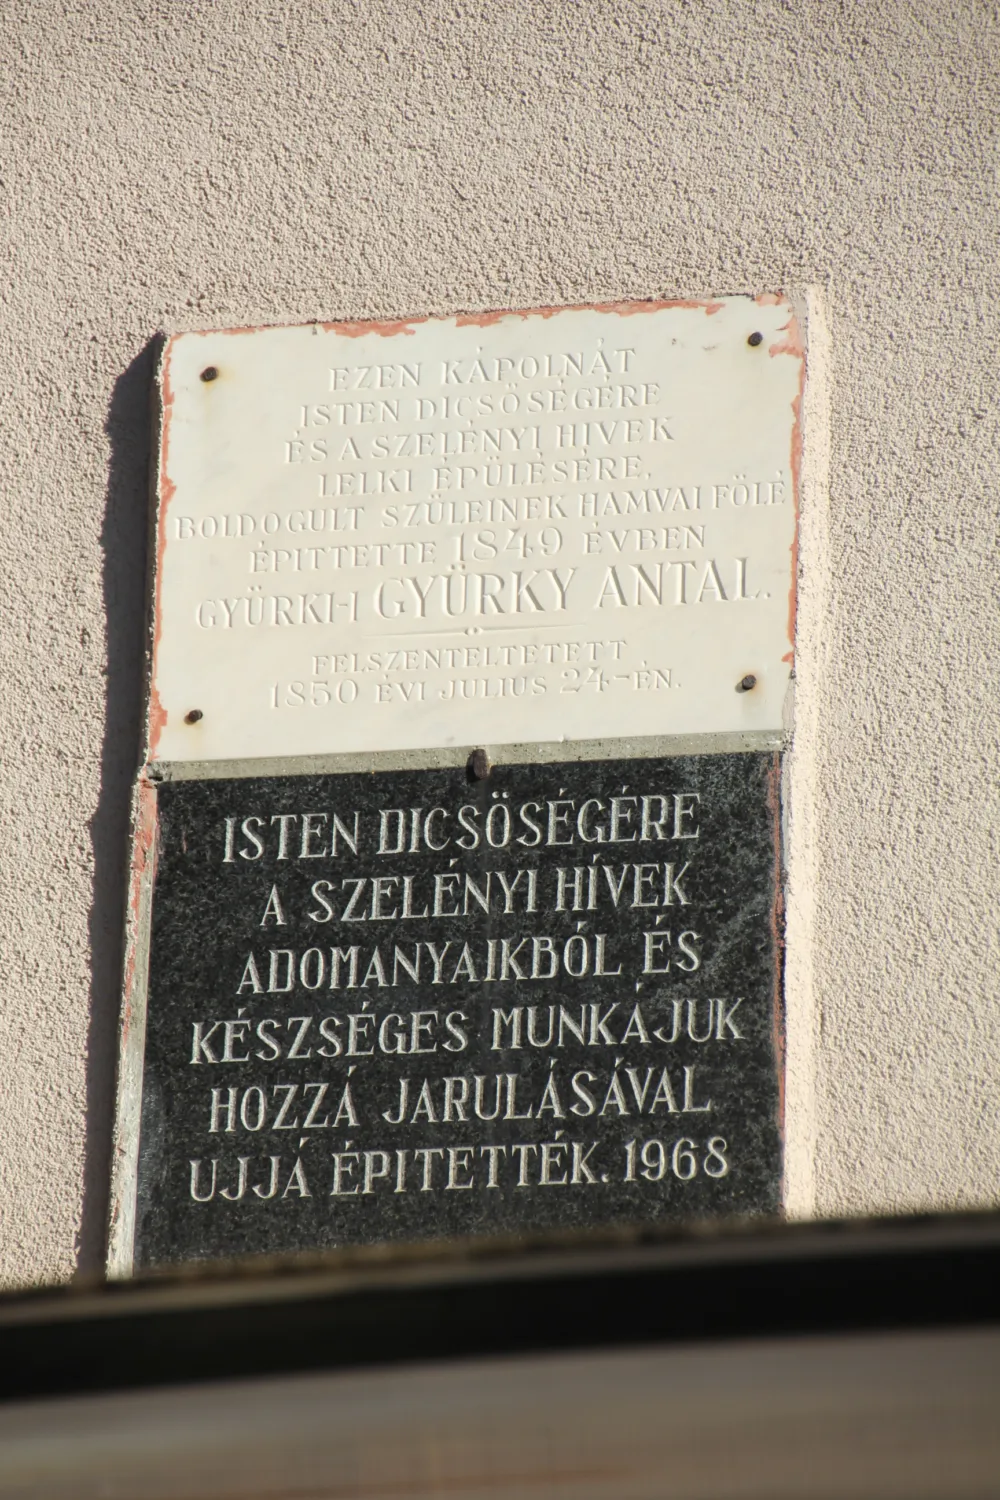 EZEN KÁPOLNÁT
ISTEN DICSŐSÉGÉRE
ÉS A SZELÉNYI HÍVEK
LELKI ÉPÜLÉSÉRE,
BOLDOGULT SZÜLEINEK HAMVAI FÖLÉ
ÉPITTETTE 1849 ÉVBEN
GYÜRKI-I GYÜRKY ANTAL.
FELSZENTELTETETT
1850 ÉVI JULIUS 24-ÉN.
ISTEN DICSŐSÉGÉRE
A SZELÉNYI HÍVEK
ADOMANYAIKBÓL ÉS
KÉSZSÉGES MUNKÁJUK
HOZZÁ JARULÁSÁVAL
UJJÁ ÉPITETTÉK. 1968